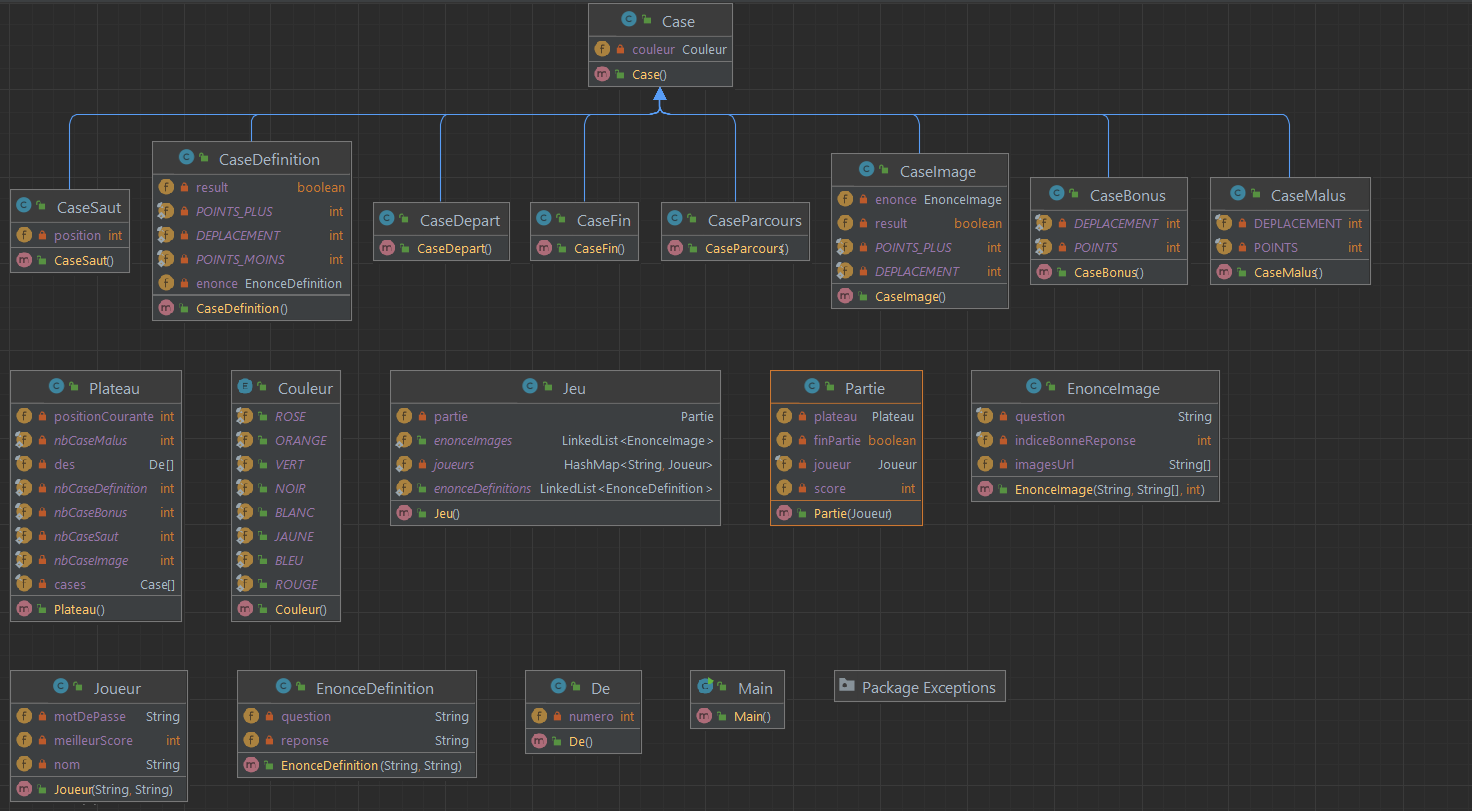 Case
couleur Couleur
Case()
CaseSaut
position int
CaseSaut()
CaseDefinition
result boolean
POINTS_PLUS int
DEPLACEMENT int
POINTS_MOINS int
enonce EnonceDefinition
CaseDefinition()
CaseDepart
CaseDepart()
CaseFin
CaseFin()
CaseParcours
CaseParcours()
CaseImage
enonce EnonceImage
result boolean
POINTS_PLUS int
DEPLACEMENT int
CaseImage()
CaseBonus
DEPLACEMENT int
POINTS int
CaseBonus()
CaseMalus
DEPLACEMENT int
POINTS int
CaseMalus()
Plateau
positionCourante int
nbCaseMalus int
des De[]
nbCaseDefinition int
nbCaseBonus int
nbCaseSaut int
nbCaseImage int
cases Case[]
Plateau()
Couleur
ROSE
ORANGE
VERT
NOIR
BLANC
JAUNE
BLEU
ROUGE
Couleur()
Jeu
partie Partie
enonceImages LinkedList<EnonceImage>
joueurs HashMap<String, Joueur>
enonceDefinitions LinkedList<EnonceDefinition>
Jeu()
Partie
plateau Plateau
finPartie boolean
joueur Joueur
score int
Partie(Joueur)
EnonceImage
question String
indiceBonneReponse int
imagesUrl String[]
EnonceImage(String, String[], int)
Joueur
motDePasse String
meilleurScore int
nom String
Joueur(String, String)
EnonceDefinition
question String
reponse String
EnonceDefinition(String, String)
De
numero int
De()
Main
Main()
Package Exceptions